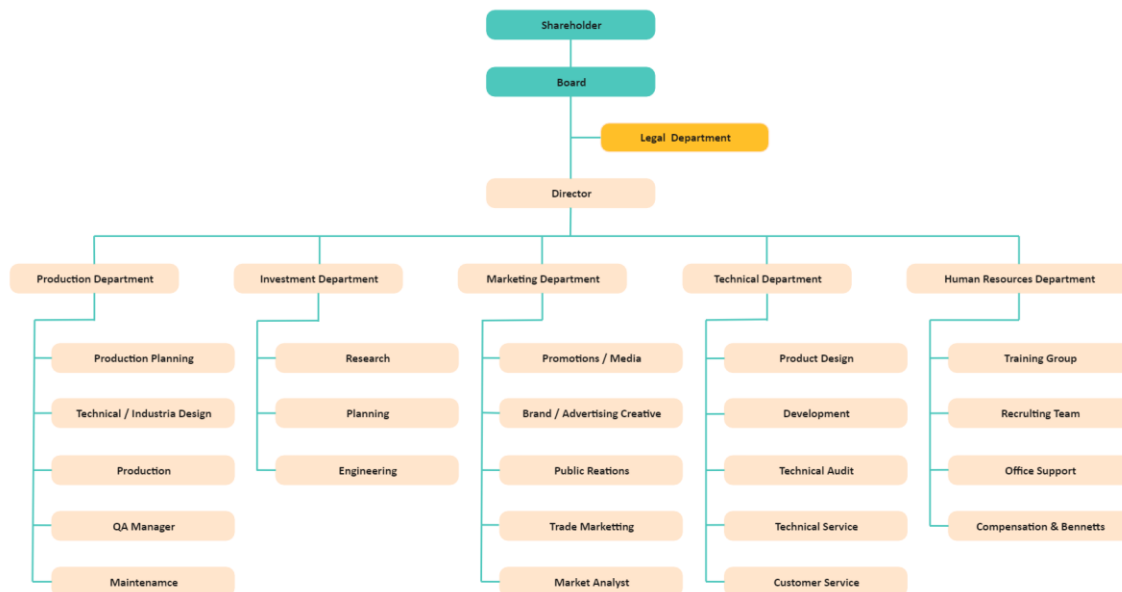 Shareholder
Board
Legal  Department
Director
Production Department
Investment Department
Marketing Department
Technical Department
Human Resources Department
Production Planning
Research
Promotions / Media
Product Design
Training Group
Technical / Industria Design
Planning
Brand / Advertising Creative
Development
Recrulting Team
Production
Engineering
Public Reations
Technical Audit
Office Support
QA Manager
Trade Marketting
Technical Service
Compensation & Bennetts
Maintenamce
Market Analyst
Customer Service